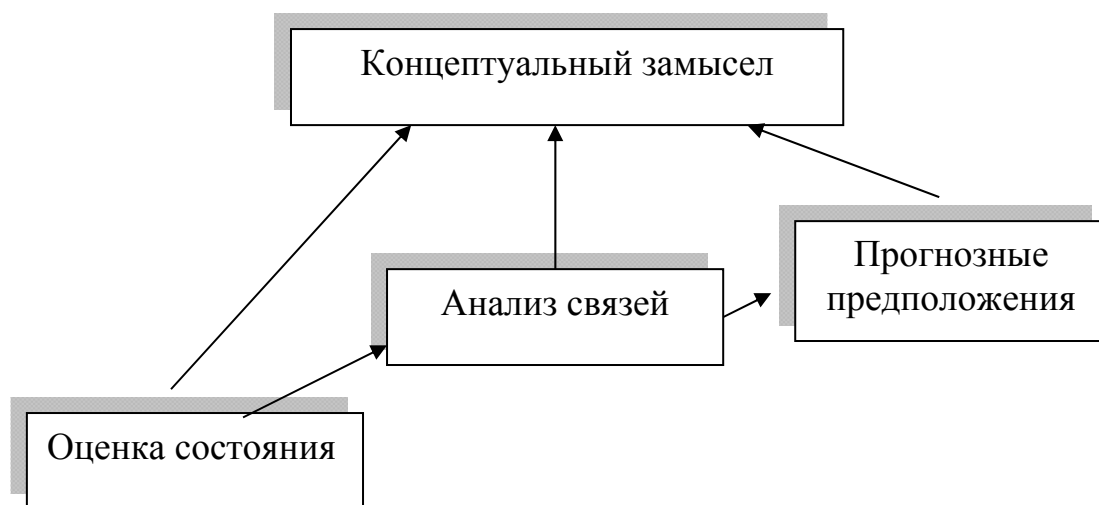 Концептуальный замысел
Прогнозные
предположения
Анализ связей
Оценка состояния